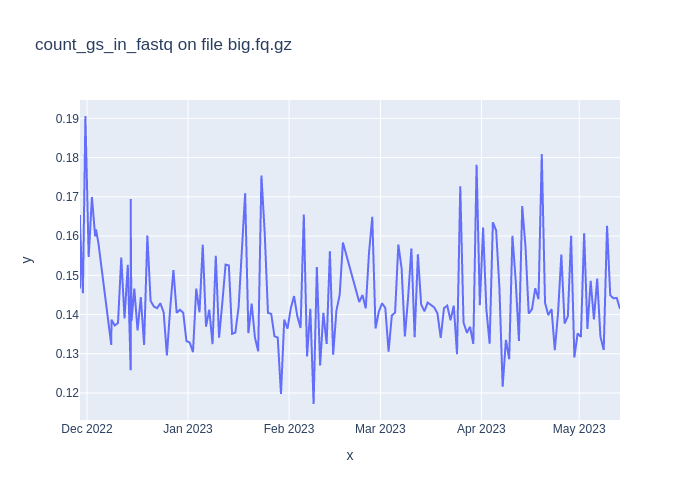 count_gs_in_fastq on file big.fq.gz
0.19
0.18
0.17
0.16
0.15
0.14
0.13
0.12
y
Dec 2022 Jan 2023 Feb 2023 Mar 2023 Apr 2023 May 2023
x